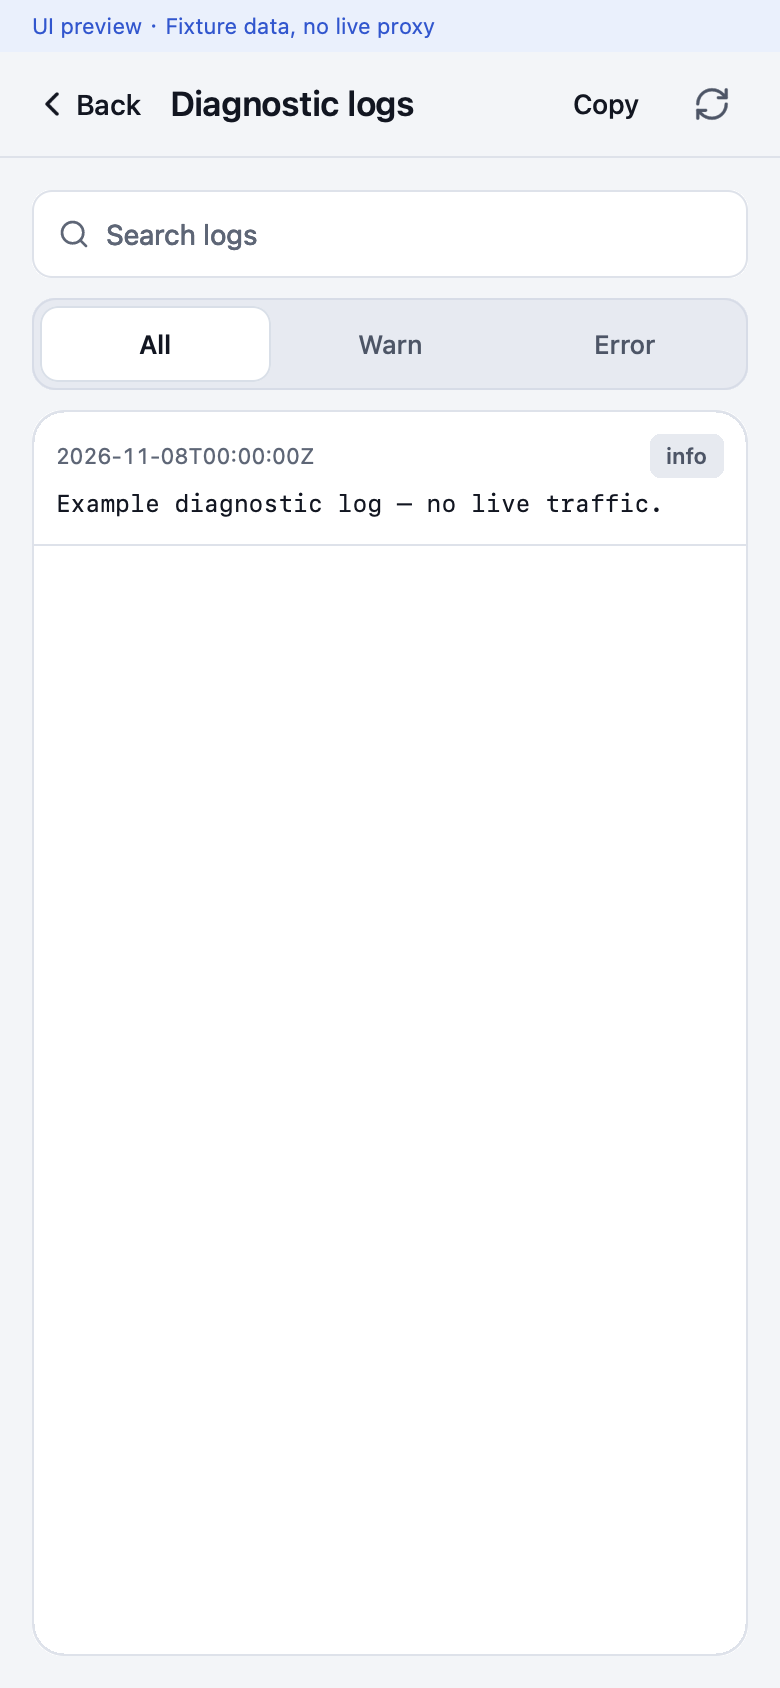 UI preview · Fixture data, no live proxy
Back Diagnostic logs Copy
Search logs
All Warn Error
2026-11-08T00:00:00Z info
Example diagnostic log — no live traffic.